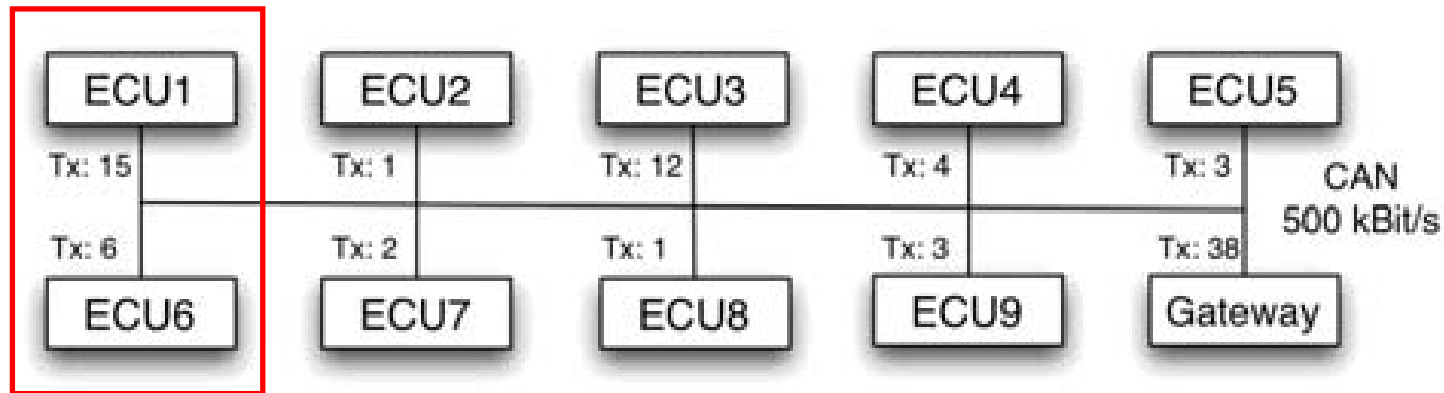 ECU1
ECU2
ECU3
ECU4
ECU5
Tx: 15
Tx: 1
Tx: 12
Tx: 4
Tx: 3
CAN
500 kBit/s
Tx: 6
Tx: 2
Tx: 1
Tx: 3
Tx: 38
ECU6
ECU7
ECU8
ECU9
Gateway